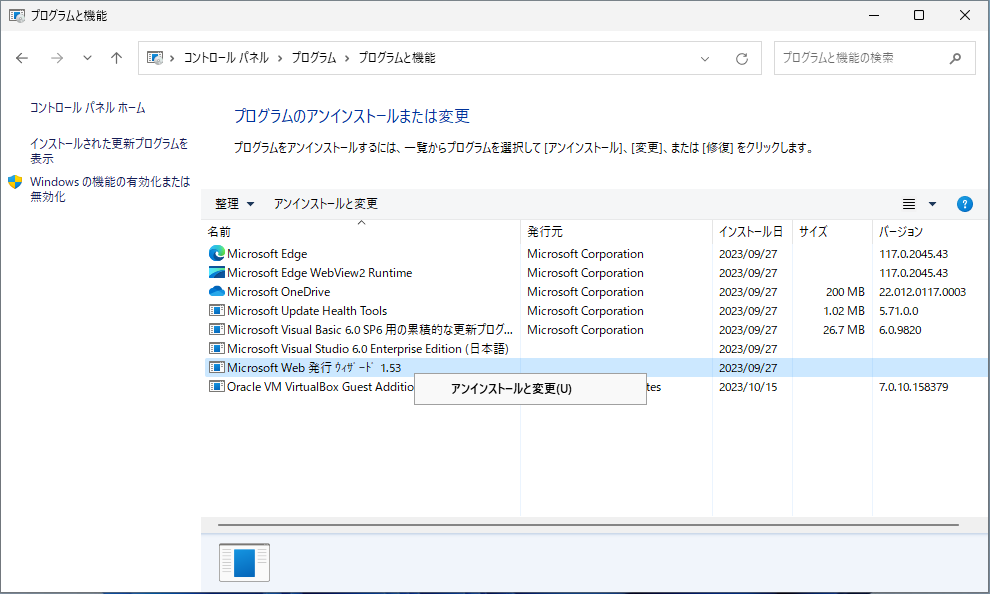 プログラムと機能
コントロール パネル › プログラム › プログラムと機能
プログラムと機能の検索
コントロール パネル ホーム
インストールされた更新プログラムを
表示
Windows の機能の有効化または
無効化
プログラムのアンインストールまたは変更
プログラムをアンインストールするには、一覧からプログラムを選択して [アンインストール]、[変更]、または [修復] をクリックします。
整理 アンインストールと変更
名前 発行元 インストール日 サイズ バージョン
Microsoft Edge Microsoft Corporation 2023/09/27 117.0.2045.43
Microsoft Edge WebView2 Runtime Microsoft Corporation 2023/09/27 117.0.2045.43
Microsoft OneDrive Microsoft Corporation 2023/09/27 200 MB 22.012.0117.0003
Microsoft Update Health Tools Microsoft Corporation 2023/09/27 1.02 MB 5.71.0.0
Microsoft Visual Basic 6.0 SP6 用の累積的な更新プログ... Microsoft Corporation 2023/09/27 26.7 MB 6.0.9820
Microsoft Visual Studio 6.0 Enterprise Edition (日本語) 2023/09/27
Microsoft Web 発行 ｳｨｻﾞｰﾄﾞ 1.53 2023/09/27
Oracle VM VirtualBox Guest Additio tes 2023/10/15 7.0.10.158379
アンインストールと変更(U)